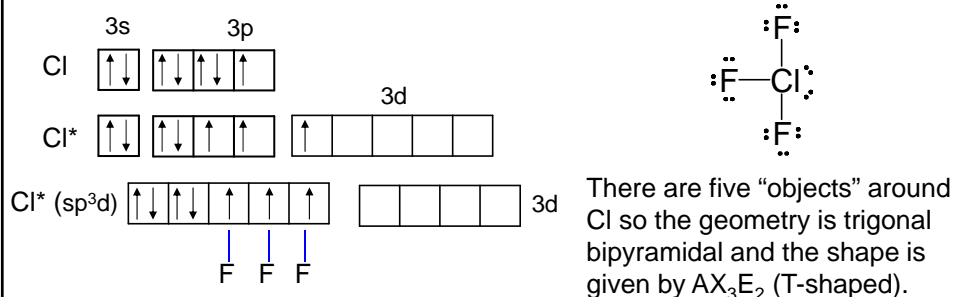 3s 3p
Cl
3d
Cl*
Cl* (sp³d) 3d
F F F
F
F Cl
F
There are five “objects” around
Cl so the geometry is trigonal
bipyramidal and the shape is
given by AX₃E₂ (T-shaped).